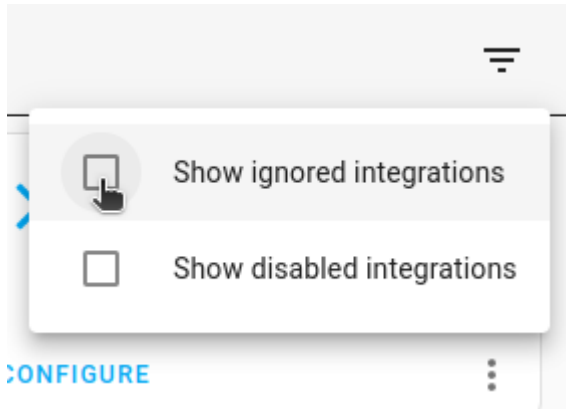 Show ignored integrations
Show disabled integrations
CONFIGURE